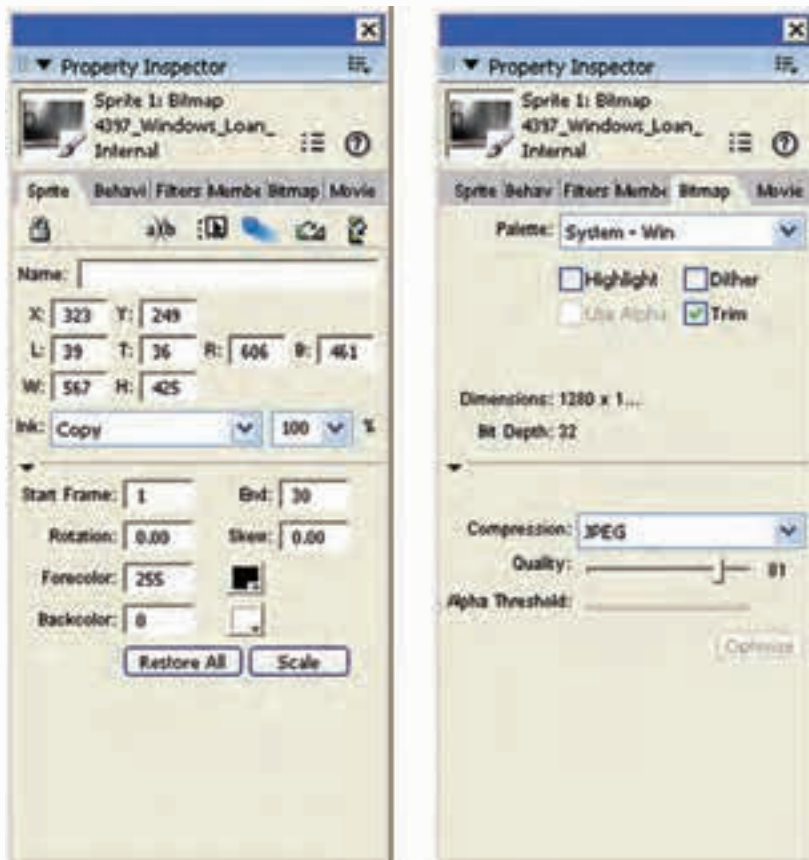 Property Inspector
Sprite 1: Bitmap
4397_Windows_Loan_
Internal
Sprite Behavi Filters Membe Bitmap Movie
a)(b
Name:
X: 323 Y: 249
L: 39 T: 36 R: 606 B: 461
W: 567 H: 425
Ink: Copy 100 %
Start Frame: 1 End: 30
Rotation: 0.00 Skew: 0.00
Forecolor: 255
Backcolor: 0
Restore All Scale
Property Inspector
Sprite 1: Bitmap
4397_Windows_Loan_
Internal
Sprite Behav Filters Membe Bitmap Movie
Palette: System - Win
Highlight Dither
Use Alpha Trim
Dimensions: 1280 x 1...
Bit Depth: 32
Compression: JPEG
Quality: 81
Alpha Threshold:
Optimize